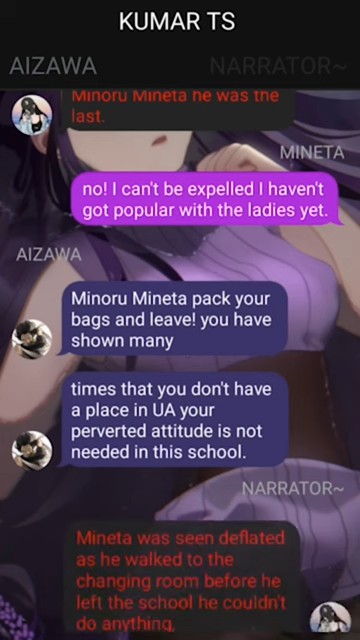 KUMAR TS
AIZAWA
NARRATOR~
Minoru Mineta he was the
last.
MINETA
no! I can't be expelled I haven't
got popular with the ladies yet.
AIZAWA
Minoru Mineta pack your
bags and leave! you have
shown many
times that you don't have
a place in UA your
perverted attitude is not
needed in this school.
NARRATOR~
Mineta was seen deflated
as he walked to the
changing room before he
left the school he couldn't
do anything.